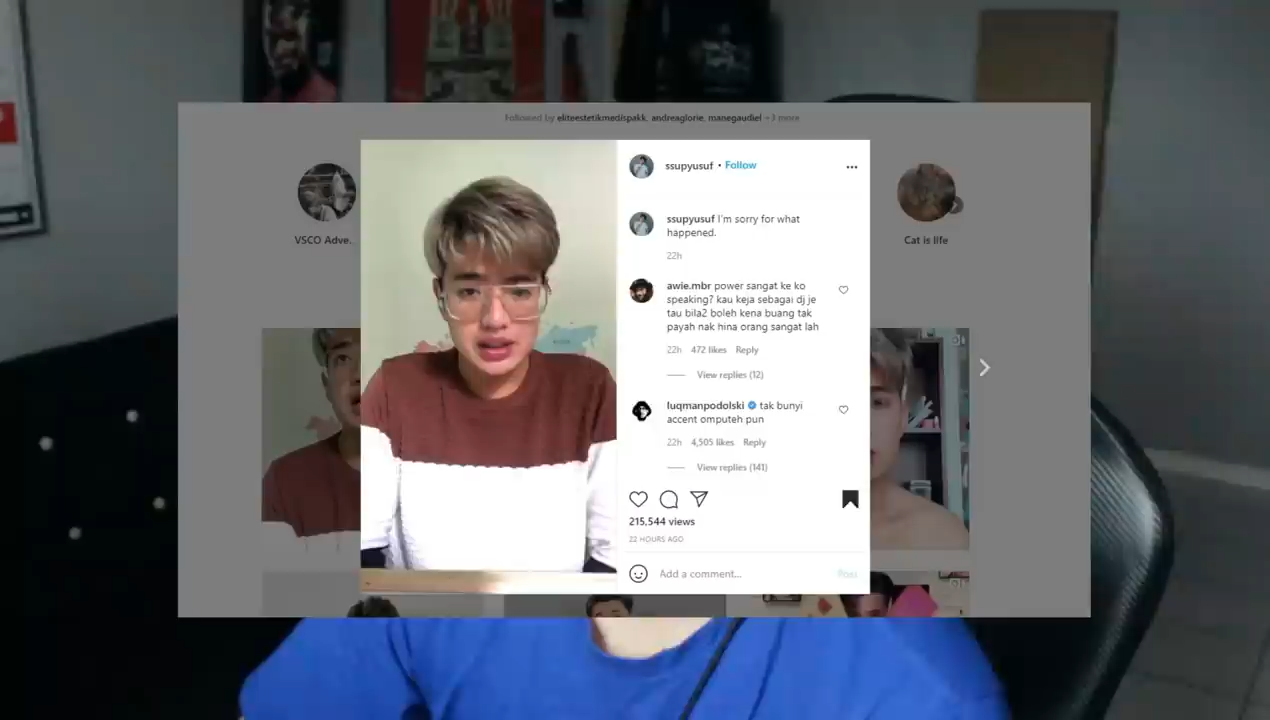 Followed by eliteestetikmedispakk, andreaglorie, manegaudiel +3 more
ssupyusuf • Follow
VSCO Adve.
Cat is life
ssupyusuf I'm sorry for what
happened.
22h
awie.mbr power sangat ke ko
speaking? kau keja sebagai dj je
tau bila2 boleh kena buang tak
payah nak hina orang sangat lah
22h 472 likes Reply
View replies (12)
luqmanpodolski tak bunyi
accent omputeh pun
22h 4,505 likes Reply
View replies (141)
215,544 views
22 HOURS AGO
Add a comment... Post